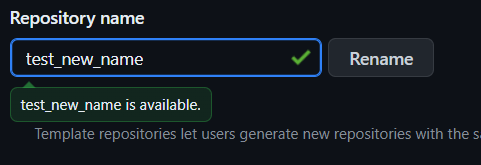 Repository name
test_new_name
Rename
test_new_name is available.
Template repositories let users generate new repositories with the